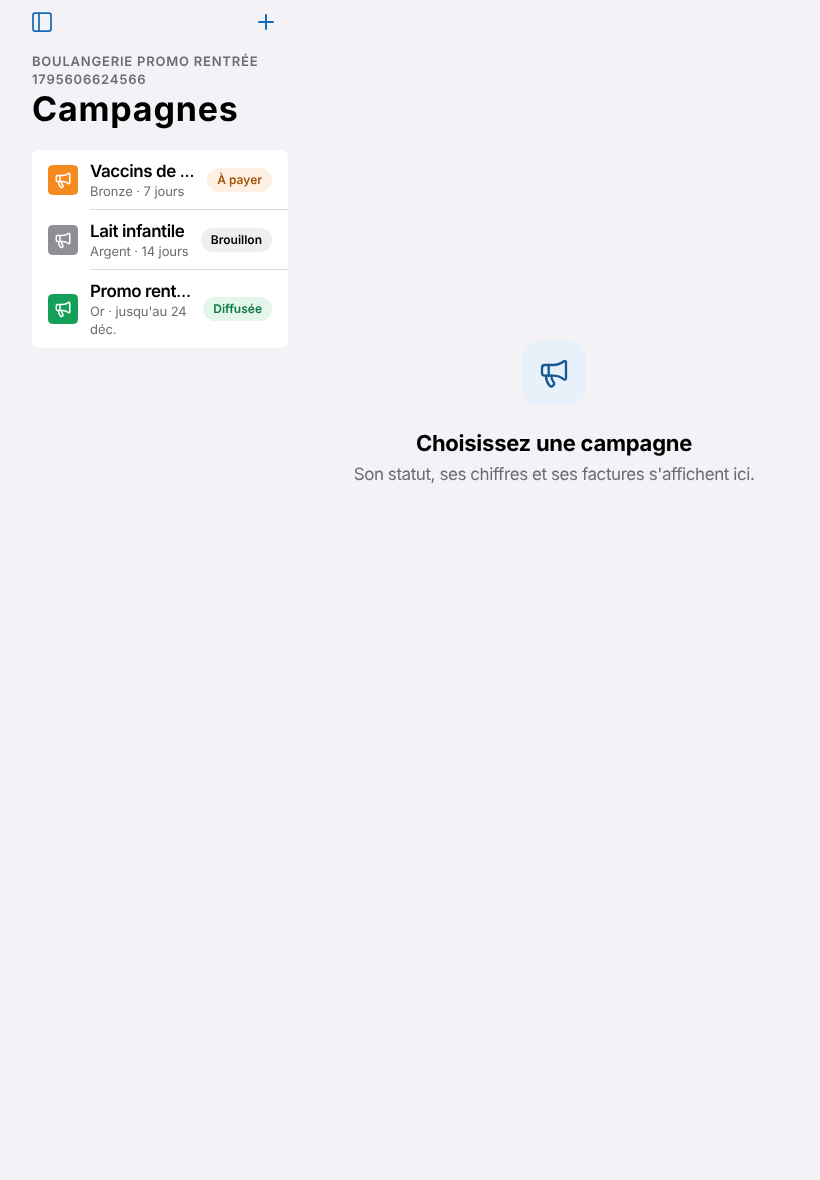 BOULANGERIE PROMO RENTRÉE
1795606624566
Campagnes
Vaccins de ...
Bronze · 7 jours
À payer
Lait infantile
Argent · 14 jours
Brouillon
Promo rent...
Or · jusqu'au 24
déc.
Diffusée
Choisissez une campagne
Son statut, ses chiffres et ses factures s'affichent ici.